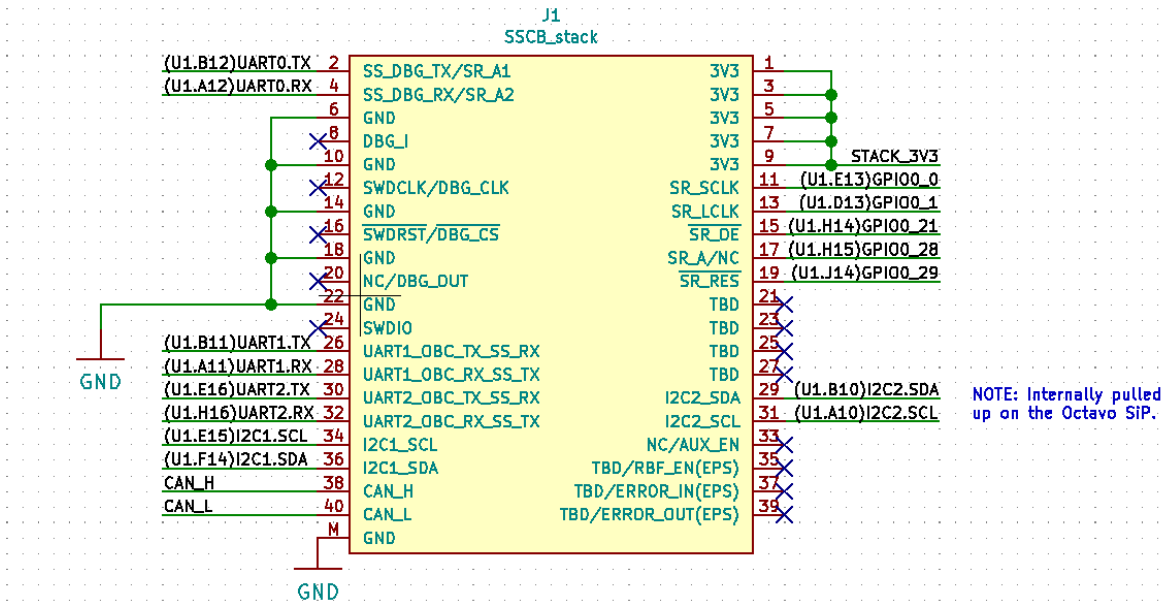 J1
SSCB_stack
(U1.B12)UART0.TX 2 SS_DBG_TX/SR_A1 3V3 1
(U1.A12)UART0.RX 4 SS_DBG_RX/SR_A2 3V3 3
6 GND 3V3 5
8 DBG_I 3V3 7
10 GND 3V3 9 STACK_3V3
12 SWDCLK/DBG_CLK SR_SCLK 11 (U1.E13)GPIO0_0
14 GND SR_LCLK 13 (U1.D13)GPIO0_1
16 SWDRST/DBG_CS SR_OE 15 (U1.H14)GPIO0_21
18 GND SR_A/NC 17 (U1.H15)GPIO0_28
20 NC/DBG_OUT SR_RES 19 (U1.J14)GPIO0_29
22 GND TBD 21
24 SWDIO TBD 23
(U1.B11)UART1.TX 26 UART1_OBC_TX_SS_RX TBD 25
(U1.A11)UART1.RX 28 UART1_OBC_RX_SS_TX TBD 27
(U1.E16)UART2.TX 30 UART2_OBC_TX_SS_RX I2C2_SDA 29 (U1.B10)I2C2.SDA
(U1.H16)UART2.RX 32 UART2_OBC_RX_SS_TX I2C2_SCL 31 (U1.A10)I2C2.SCL
(U1.E15)I2C1.SCL 34 I2C1_SCL NC/AUX_EN 33
(U1.F14)I2C1.SDA 36 I2C1_SDA TBD/RBF_EN(EPS) 35
CAN_H 38 CAN_H TBD/ERROR_IN(EPS) 37
CAN_L 40 CAN_L TBD/ERROR_OUT(EPS) 39
M GND
GND
GND
NOTE: Internally pulled
up on the Octavo SiP.